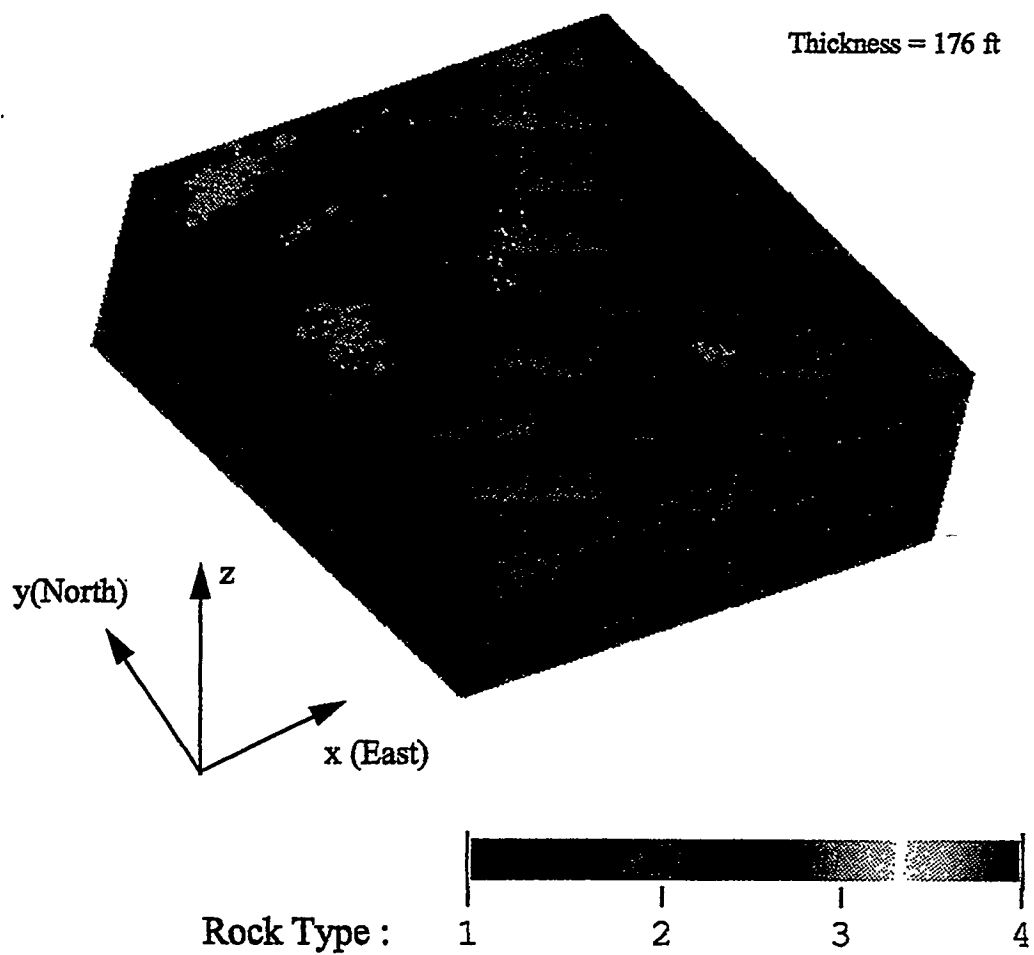 Thickness = 176 ft
z
y(North)
x (East)
Rock Type : 1 2 3 4